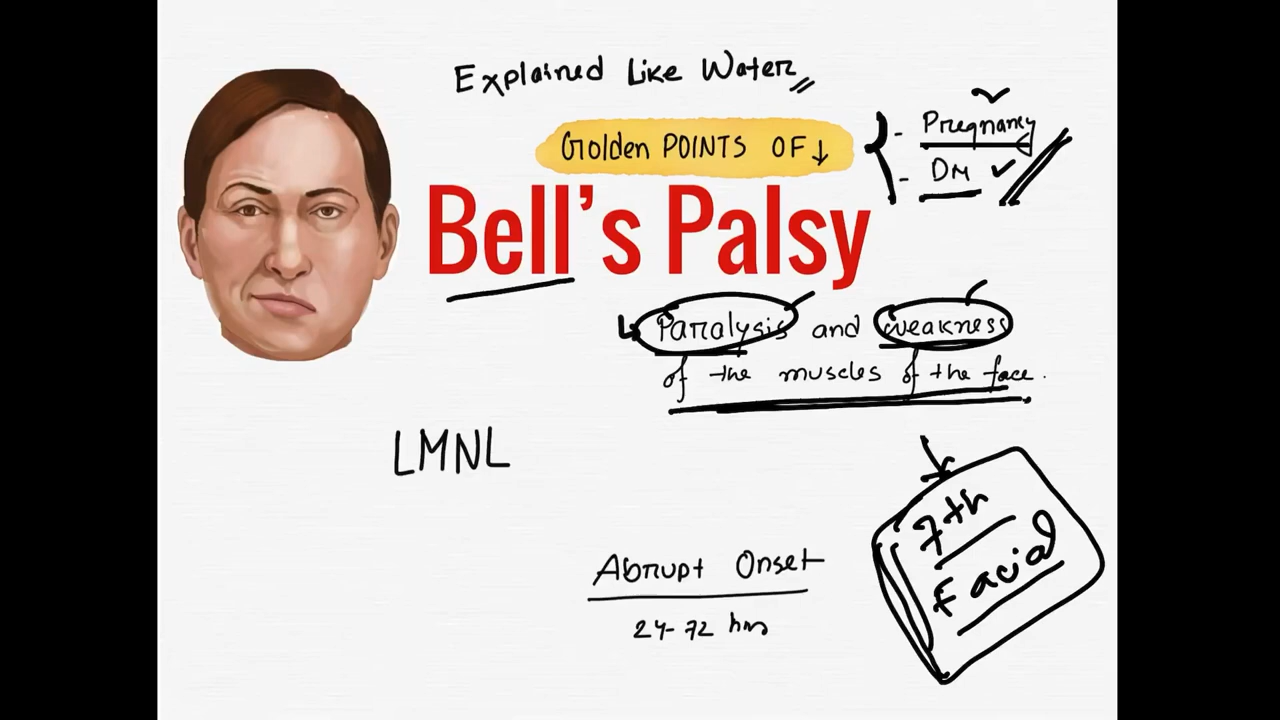 Explained Like Water
Golden POINTS OF ↓
- Pregnancy
- DM
Bell's Palsy
↳ Paralysis and weakness
of the muscles of the face.
LMNL
7th
Facial
Abrupt Onset
24-72 hrs